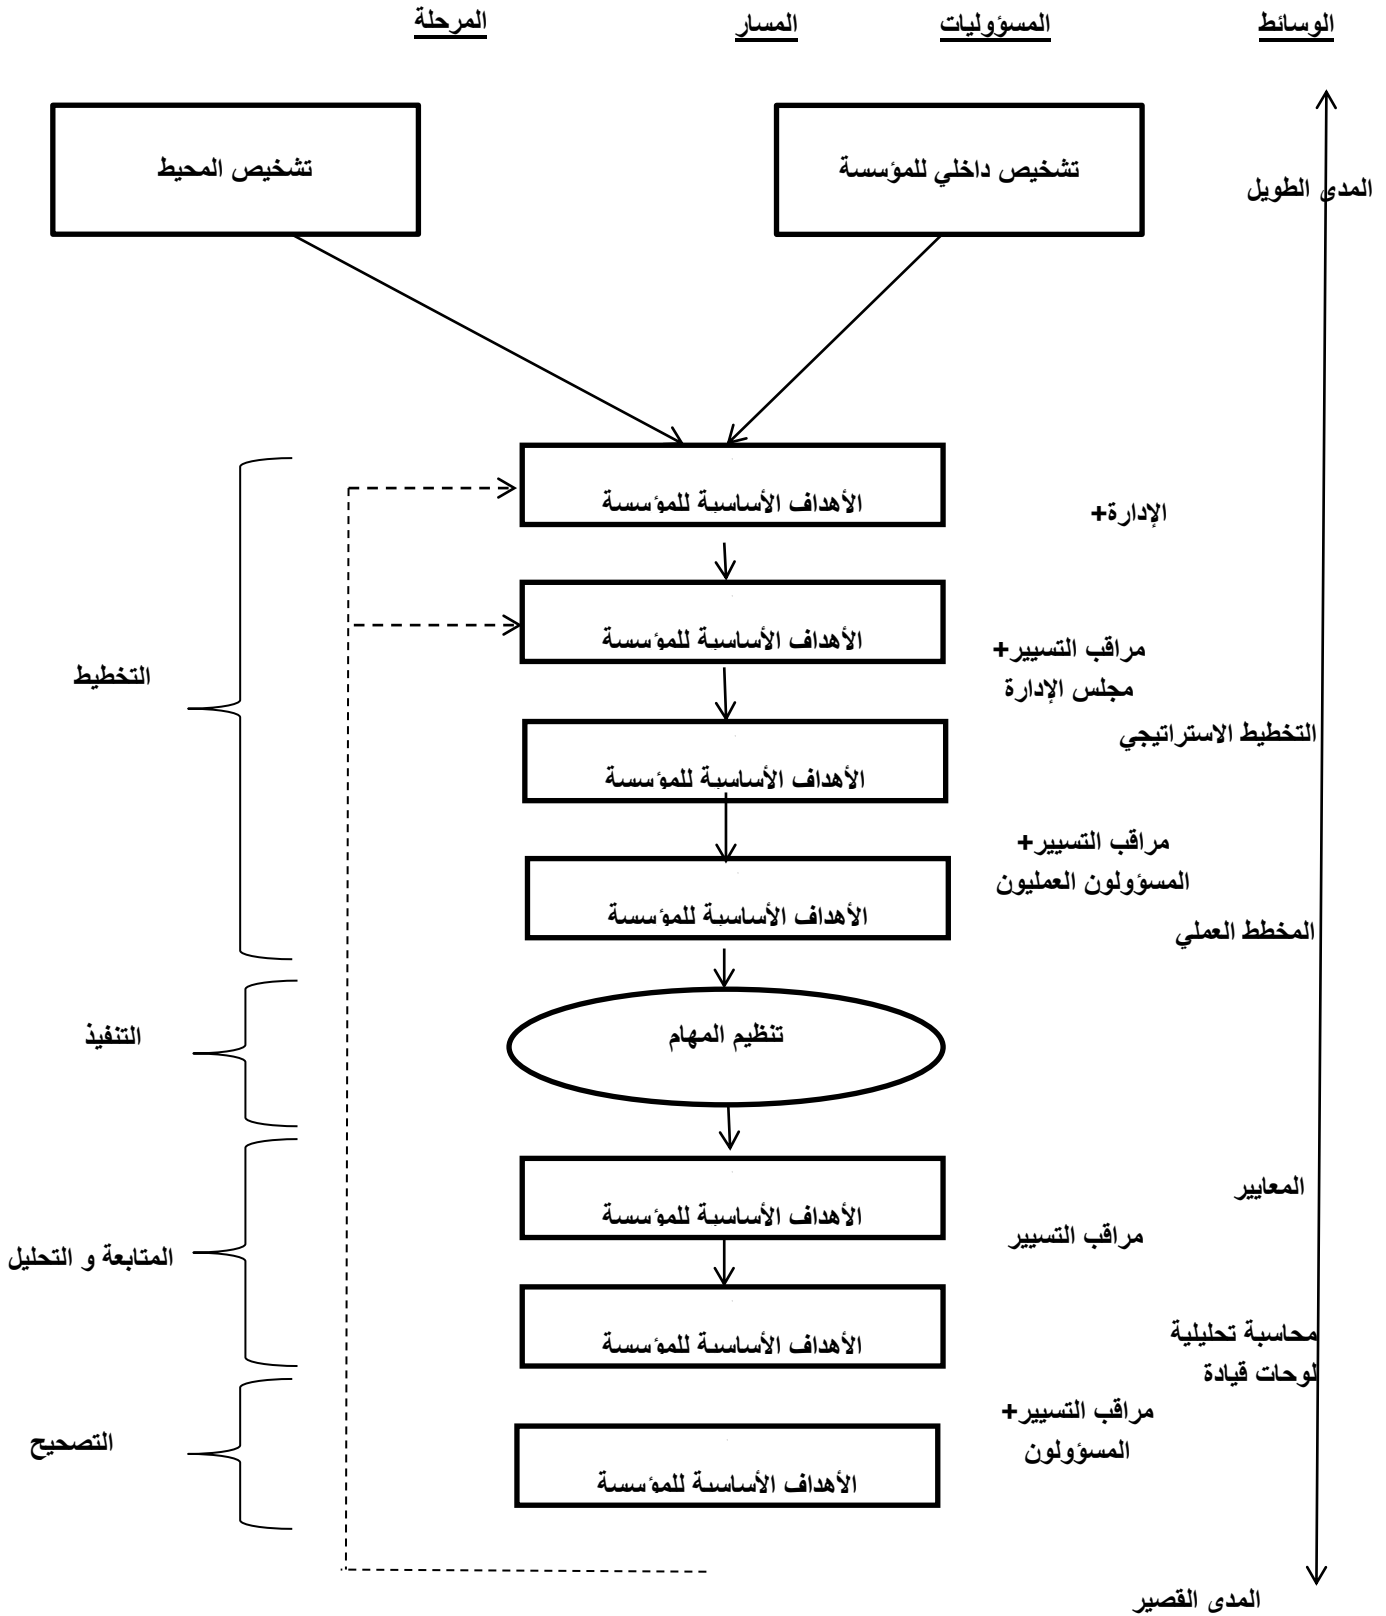 الوسائط
المسؤوليات
المسار
المرحلة
تشخيص داخلي للمؤسسة
تشخيص المحيط
المدى الطويل
الأهداف الأساسية للمؤسسة
الإدارة+
الأهداف الأساسية للمؤسسة
مراقب التسيير+
مجلس الإدارة
التخطيط
التخطيط الاستراتيجي
الأهداف الأساسية للمؤسسة
مراقب التسيير+
المسؤولون العمليون
الأهداف الأساسية للمؤسسة
المخطط العملي
تنظيم المهام
التنفيذ
المعايير
الأهداف الأساسية للمؤسسة
مراقب التسيير
المتابعة و التحليل
محاسبة تحليلية
لوحات قيادة
الأهداف الأساسية للمؤسسة
مراقب التسيير+
المسؤولون
التصحيح
الأهداف الأساسية للمؤسسة
المدى القصير